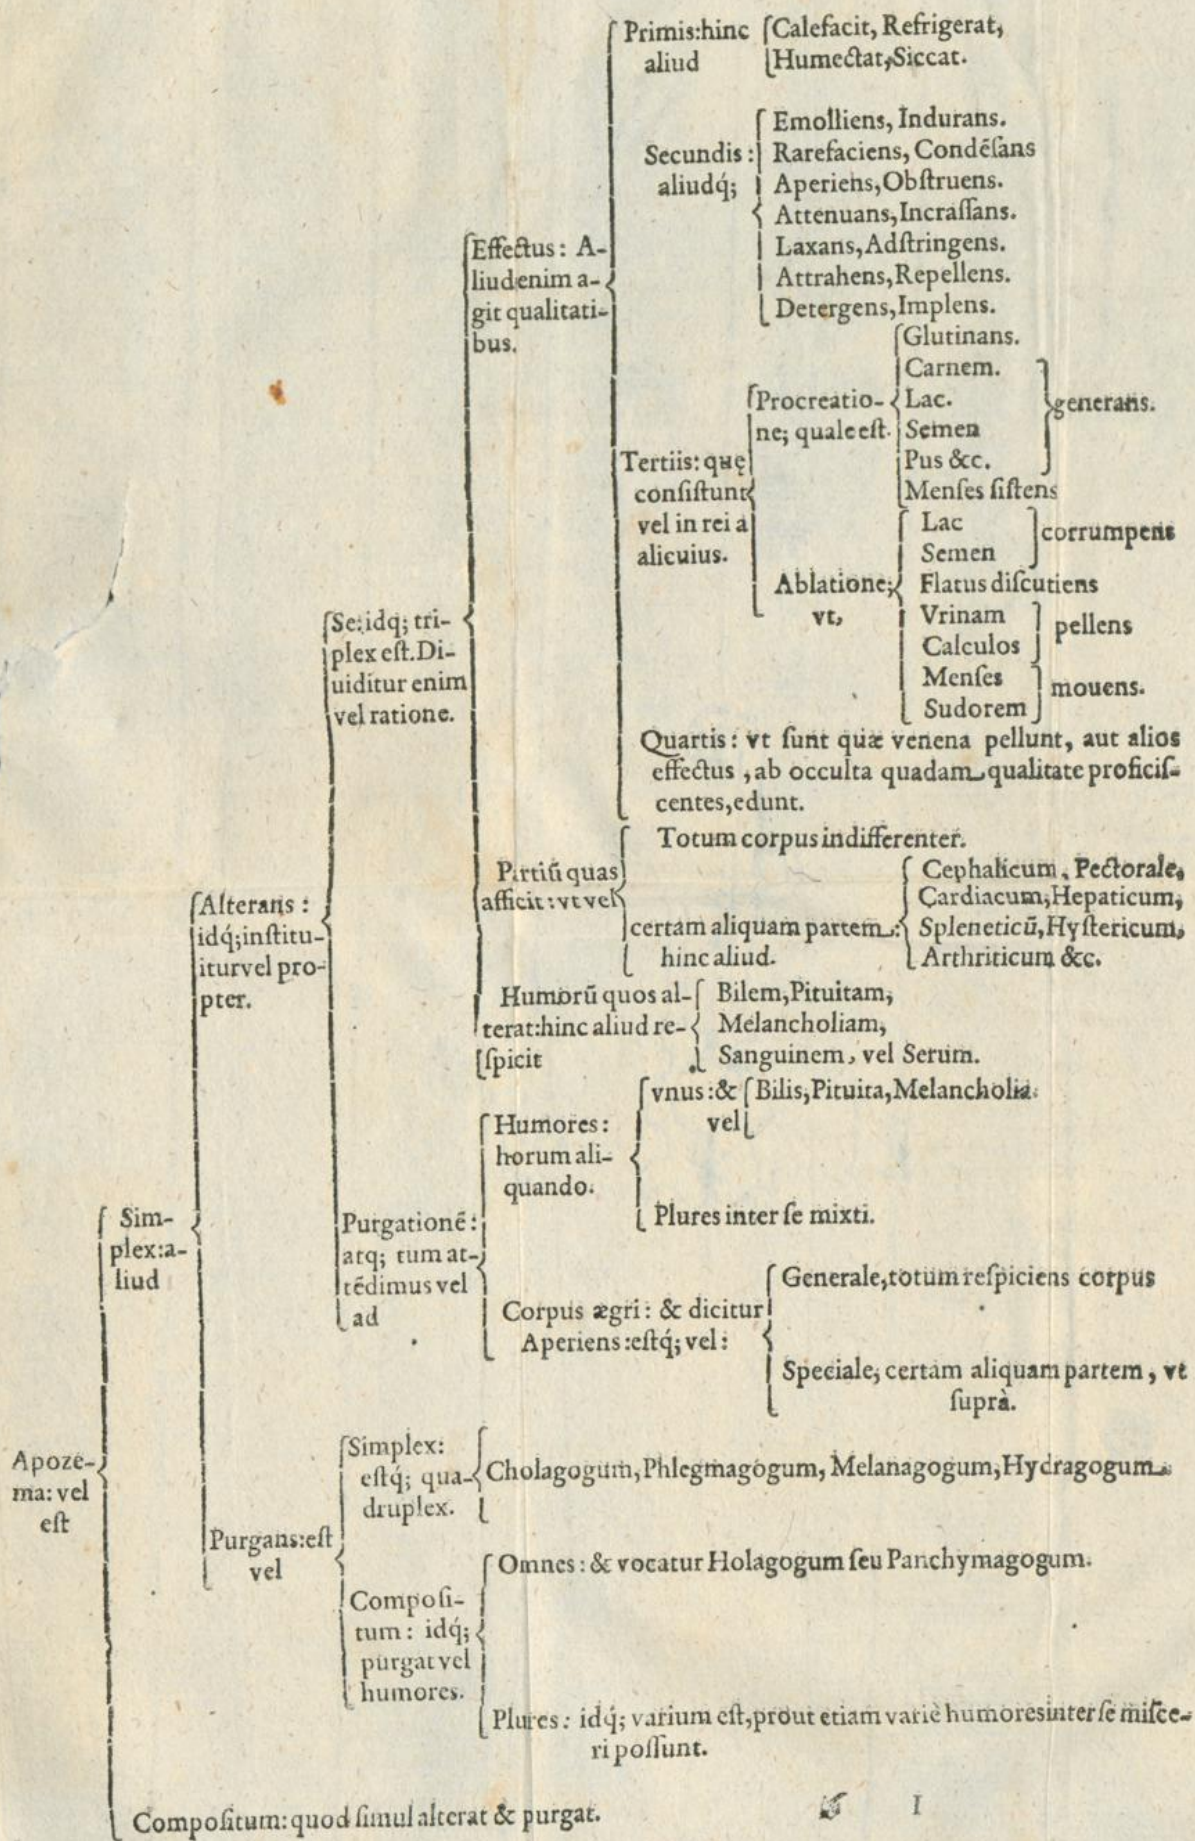 Primis:hinc
aliud
Calefacit, Refrigerat,
Humectat, Siccat.
Secundis:
aliudq́;
Emolliens, Indurans.
Rarefaciens, Condẽſans
Aperiens, Obſtruens.
Attenuans, Incraſſans.
Laxans, Adſtringens.
Attrahens, Repellens.
Detergens, Implens.
Effectus: A-
liud enim a-
git qualitati-
bus.
Glutinans.
Carnem.
Procreatio-
ne; quale eſt.
Lac.
Semen
Pus &c.
generans.
Menſes ſiſtens
Tertiis: quę
conſiſtunt
vel in rei a
alicuius.
Ablatione;
vt,
Lac
Semen
corrumpens
Flatus diſcutiens
Vrinam
Calculos
pellens
Menſes
Sudorem
mouens.
Se: idq; tri-
plex eſt. Di-
uiditur enim
vel ratione.
Quartis: vt ſunt quæ venena pellunt, aut alios
effectus, ab occulta quadam qualitate proficiſ-
centes, edunt.
Partiũ quas
afficit: vt vel
Totum corpus indifferenter.
certam aliquam partem:
hinc aliud.
Cephalicum, Pectorale,
Cardiacum, Hepaticum,
Spleneticũ, Hyſtericum,
Arthriticum &c.
Alterans:
idq́; inſtitu-
itur vel pro-
pter.
Humorũ quos al-
terat: hinc aliud re-
ſpicit
Bilem, Pituitam,
Melancholiam,
Sanguinem, vel Serum.
Humores:
horum ali-
quando.
vnus: &
vel
Bilis, Pituita, Melancholia.
Plures inter ſe mixti.
Sim-
plex: a-
liud
Purgationẽ:
atq; tum at-
tẽdimus vel
ad
Corpus ægri: & dicitur
Aperiens: eſtq́; vel:
Generale, totum reſpiciens corpus
Speciale, certam aliquam partem, vt
ſuprà.
Apoze-
ma: vel
eſt
Simplex:
eſtq́; qua-
druplex.
Cholagogum, Phlegmagogum, Melanagogum, Hydragogum.
Purgans: eſt
vel
Compoſi-
tum: idq́;
purgat vel
humores.
Omnes: & vocatur Holagogum ſeu Panchymagogum.
Plures: idq́; varium eſt, prout etiam variè humores inter ſe miſce-
ri poſſunt.
Compoſitum: quod ſimul alterat & purgat.
I